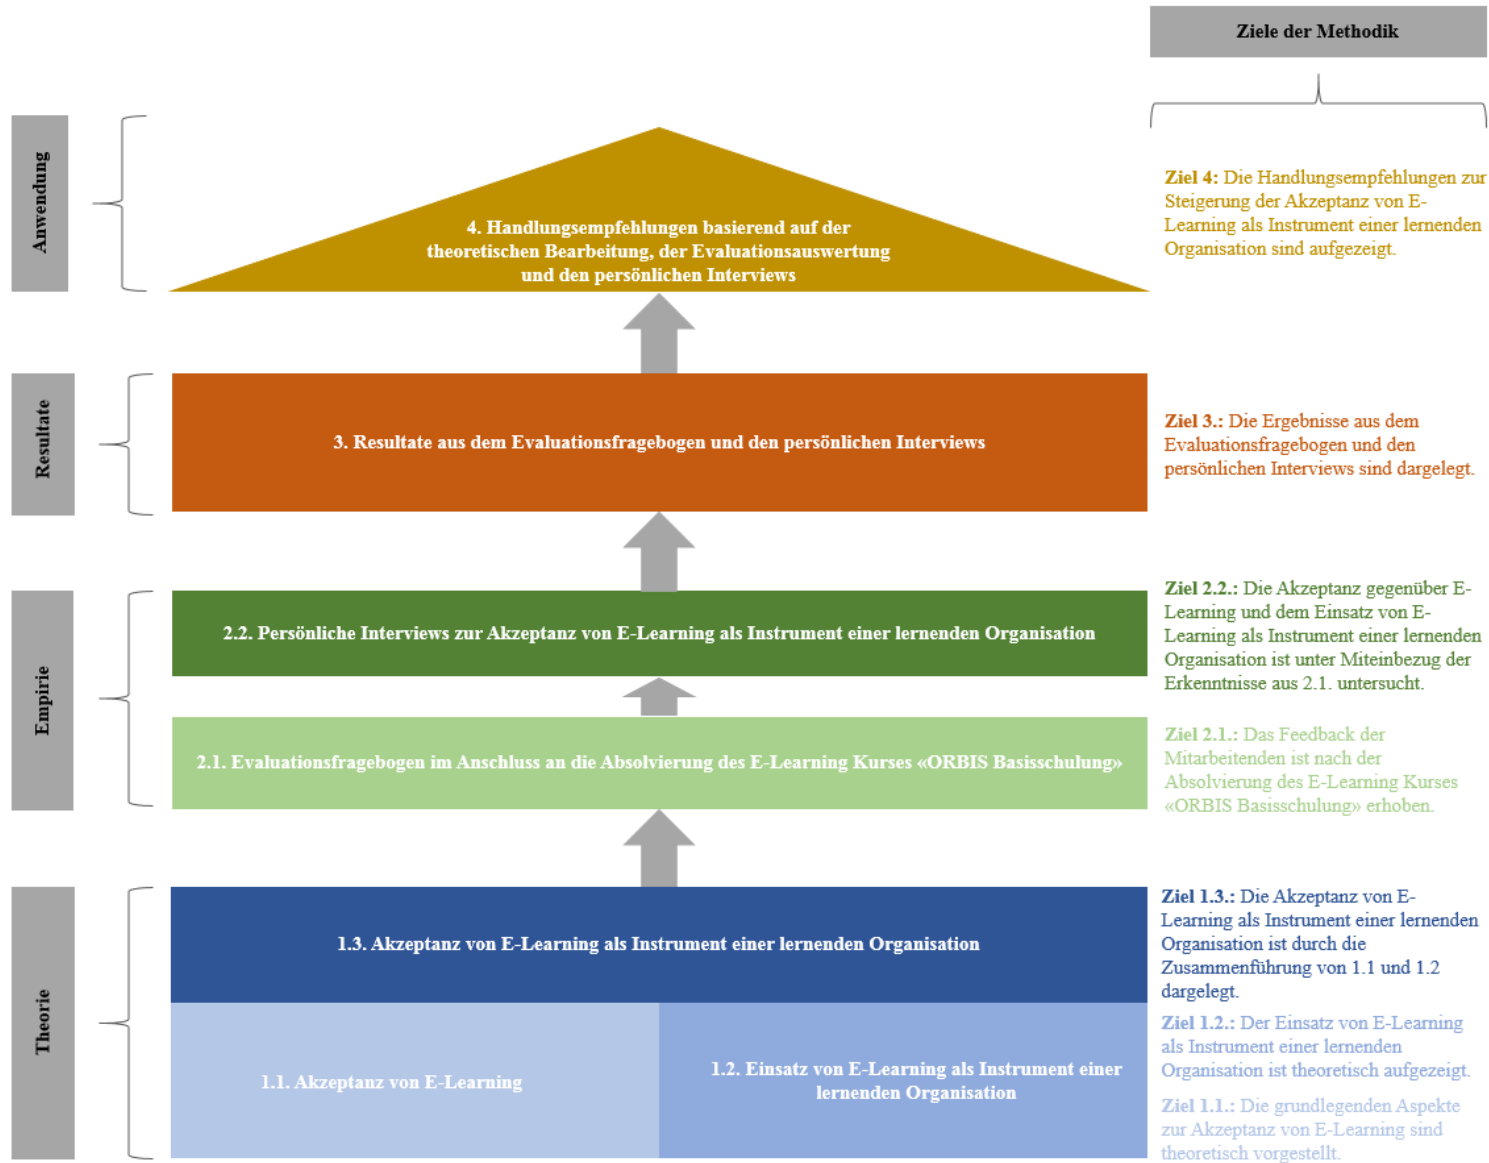 Ziele der Methodik
Anwendung
4. Handlungsempfehlungen basierend auf der
theoretischen Bearbeitung, der Evaluationsauswertung
und den persönlichen Interviews
Ziel 4: Die Handlungsempfehlungen zur
Steigerung der Akzeptanz von E-
Learning als Instrument einer lernenden
Organisation sind aufgezeigt.
Resultate
3. Resultate aus dem Evaluationsfragebogen und den persönlichen Interviews
Ziel 3.: Die Ergebnisse aus dem
Evaluationsfragebogen und den
persönlichen Interviews sind dargelegt.
Empirie
2.2. Persönliche Interviews zur Akzeptanz von E-Learning als Instrument einer lernenden Organisation
Ziel 2.2.: Die Akzeptanz gegenüber E-
Learning und dem Einsatz von E-
Learning als Instrument einer lernenden
Organisation ist unter Miteinbezug der
Erkenntnisse aus 2.1. untersucht.
2.1. Evaluationsfragebogen im Anschluss an die Absolvierung des E-Learning Kurses «ORBIS Basisschulung»
Ziel 2.1.: Das Feedback der
Mitarbeitenden ist nach der
Absolvierung des E-Learning Kurses
«ORBIS Basisschulung» erhoben.
Theorie
1.3. Akzeptanz von E-Learning als Instrument einer lernenden Organisation
Ziel 1.3.: Die Akzeptanz von E-
Learning als Instrument einer lernenden
Organisation ist durch die
Zusammenführung von 1.1 und 1.2
dargelegt.
1.1. Akzeptanz von E-Learning
1.2. Einsatz von E-Learning als Instrument einer
lernenden Organisation
Ziel 1.2.: Der Einsatz von E-Learning
als Instrument einer lernenden
Organisation ist theoretisch aufgezeigt.
Ziel 1.1.: Die grundlegenden Aspekte
zur Akzeptanz von E-Learning sind
theoretisch vorgestellt.